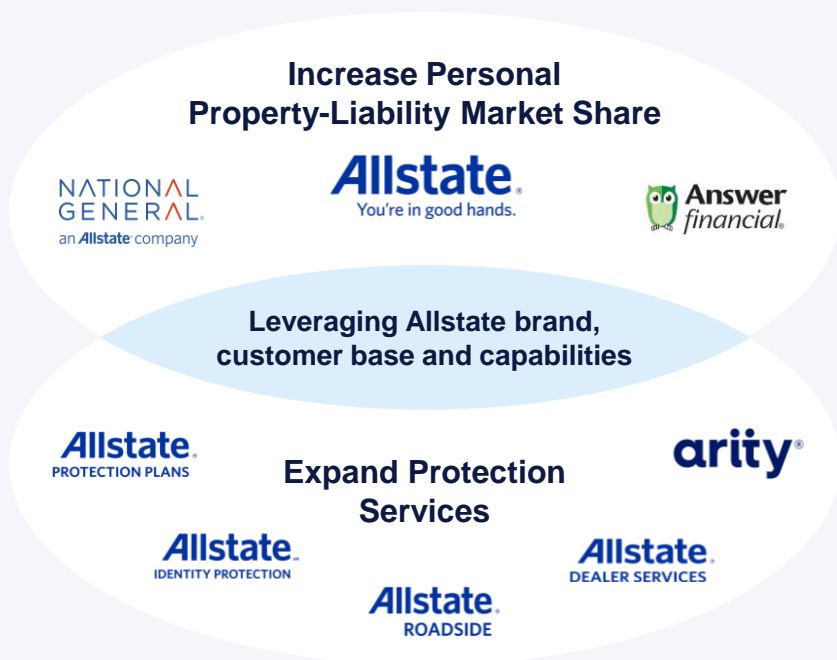 Increase Personal
Property-Liability Market Share
NATIONAL
GENERAL®
an Allstate® company
Allstate®
You're in good hands.
Answer
financial®
Leveraging Allstate brand,
customer base and capabilities
Allstate®
PROTECTION PLANS
Expand Protection
Services
arity®
Allstate℠
IDENTITY PROTECTION
Allstate®
ROADSIDE
Allstate®
DEALER SERVICES